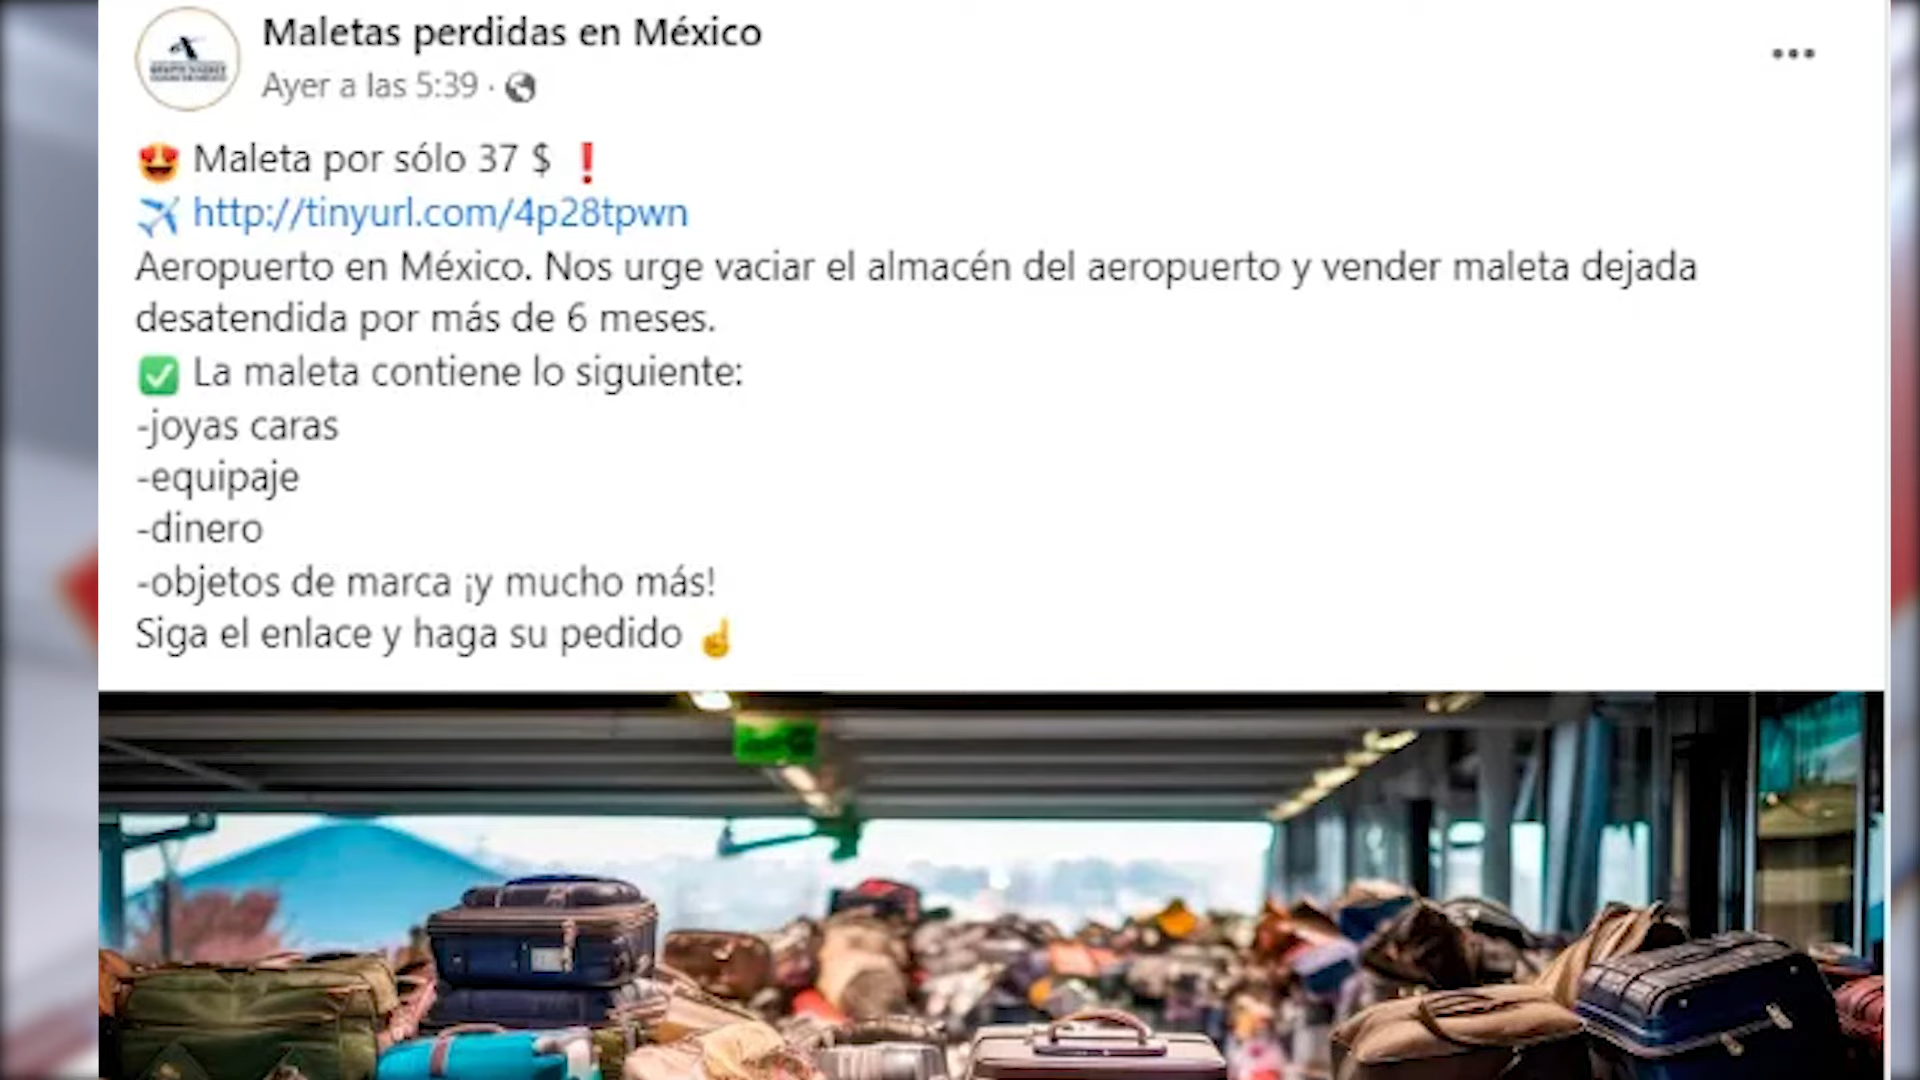 Maletas perdidas en México
Ayer a las 5:39 ·
😍 Maleta por sólo 37 $ ❗
✈️ http://tinyurl.com/4p28tpwn
Aeropuerto en México. Nos urge vaciar el almacén del aeropuerto y vender maleta dejada
desatendida por más de 6 meses.
✅ La maleta contiene lo siguiente:
-joyas caras
-equipaje
-dinero
-objetos de marca ¡y mucho más!
Siga el enlace y haga su pedido ☝️